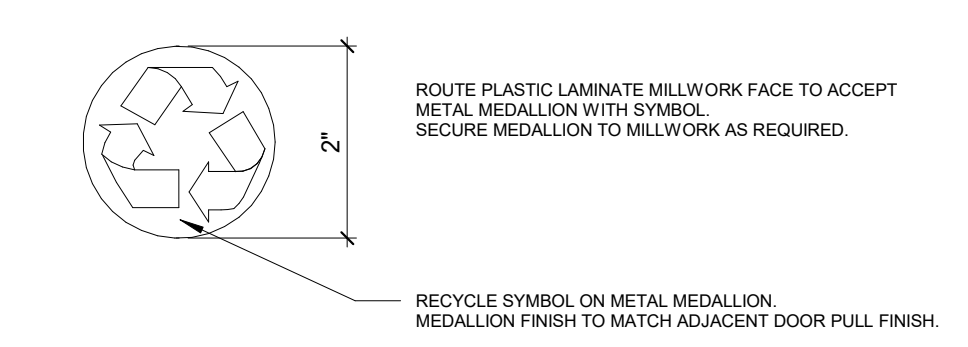 ROUTE PLASTIC LAMINATE MILLWORK FACE TO ACCEPT
METAL MEDALLION WITH SYMBOL.
SECURE MEDALLION TO MILLWORK AS REQUIRED.
2"
RECYCLE SYMBOL ON METAL MEDALLION.
MEDALLION FINISH TO MATCH ADJACENT DOOR PULL FINISH.